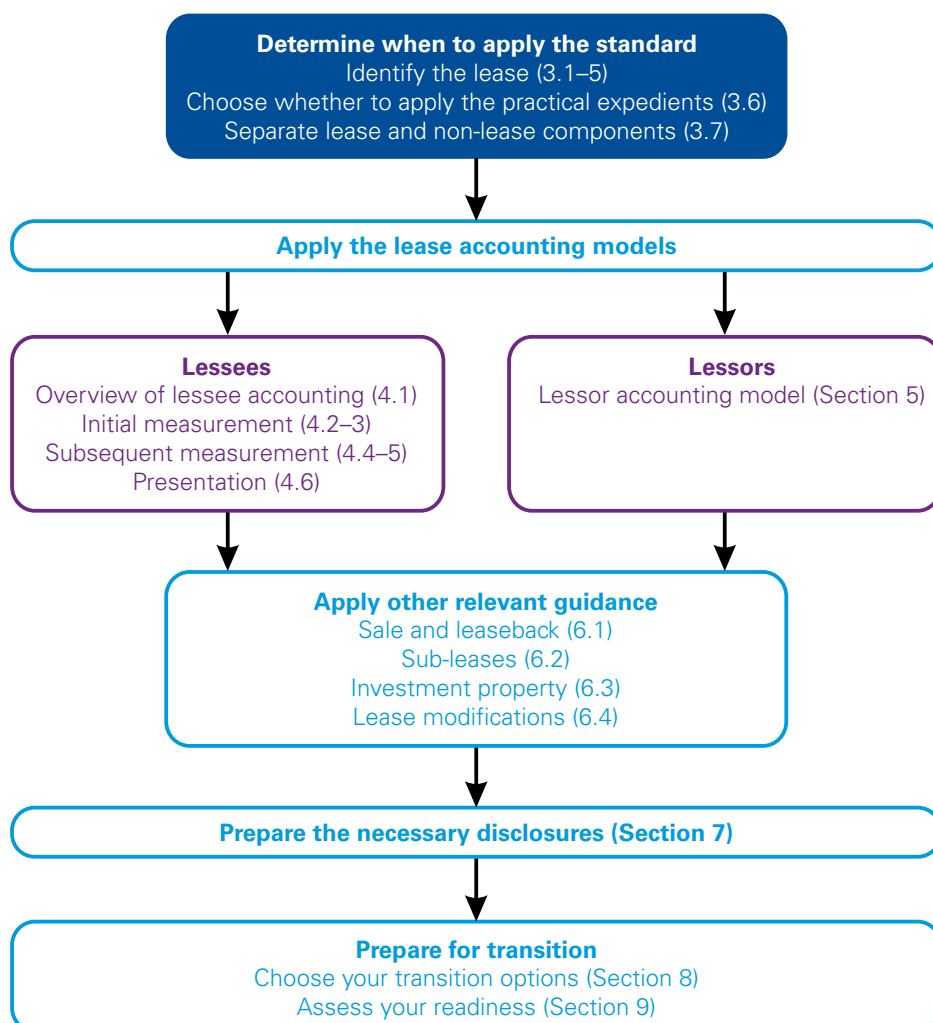 Determine when to apply the standard
Identify the lease (3.1–5)
Choose whether to apply the practical expedients (3.6)
Separate lease and non-lease components (3.7)
Apply the lease accounting models
Lessees
Overview of lessee accounting (4.1)
Initial measurement (4.2–3)
Subsequent measurement (4.4–5)
Presentation (4.6)
Lessors
Lessor accounting model (Section 5)
Apply other relevant guidance
Sale and leaseback (6.1)
Sub-leases (6.2)
Investment property (6.3)
Lease modifications (6.4)
Prepare the necessary disclosures (Section 7)
Prepare for transition
Choose your transition options (Section 8)
Assess your readiness (Section 9)